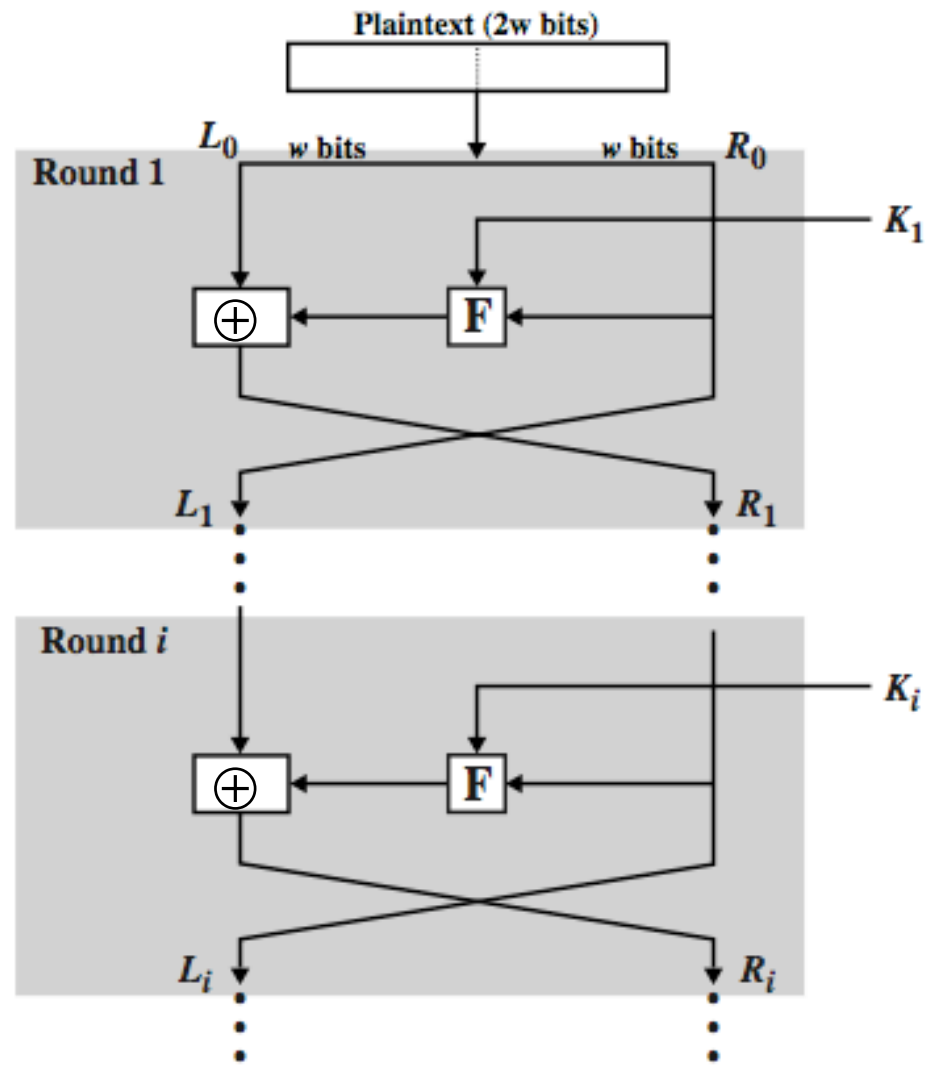 Plaintext (2w bits)
L0 w bits w bits R0
Round 1
K1
⊕ F
L1 R1
Round i
Ki
⊕ F
Li Ri